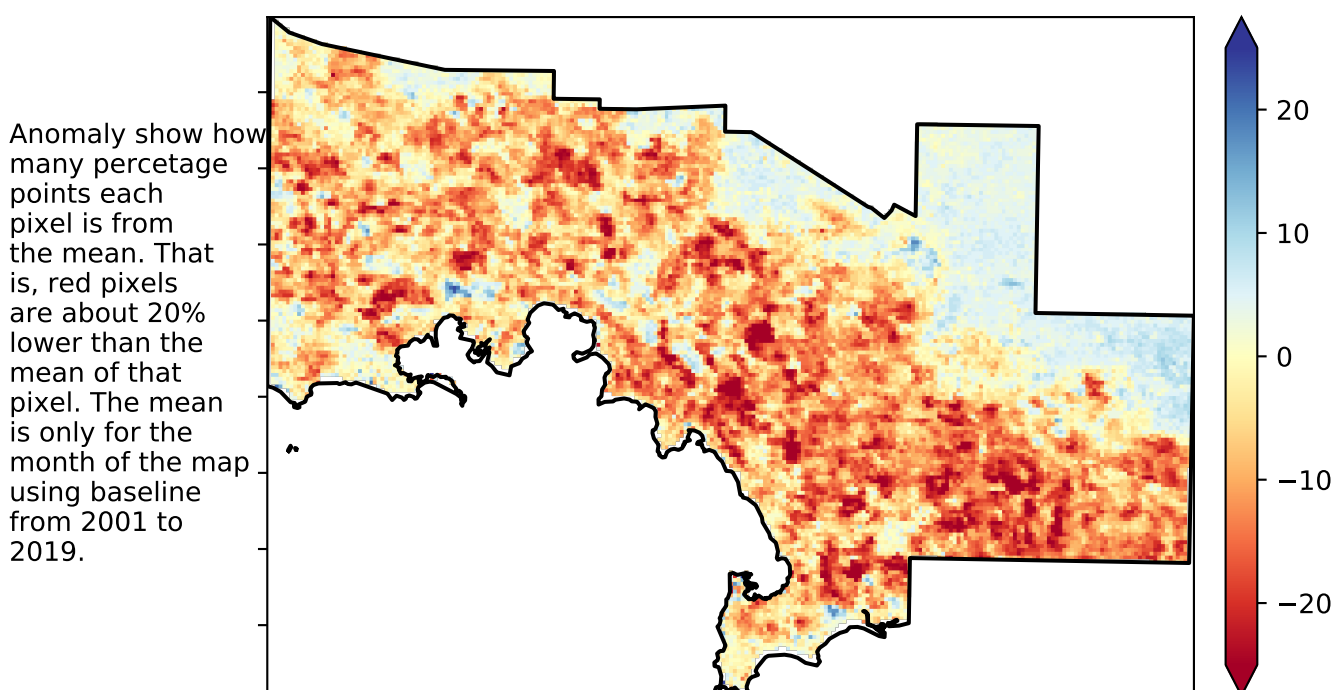 Anomaly show how
many percetage
points each
pixel is from
the mean. That
is, red pixels
are about 20%
lower than the
mean of that
pixel. The mean
is only for the
month of the map
using baseline
from 2001 to
2019.
20
10
0
−10
−20